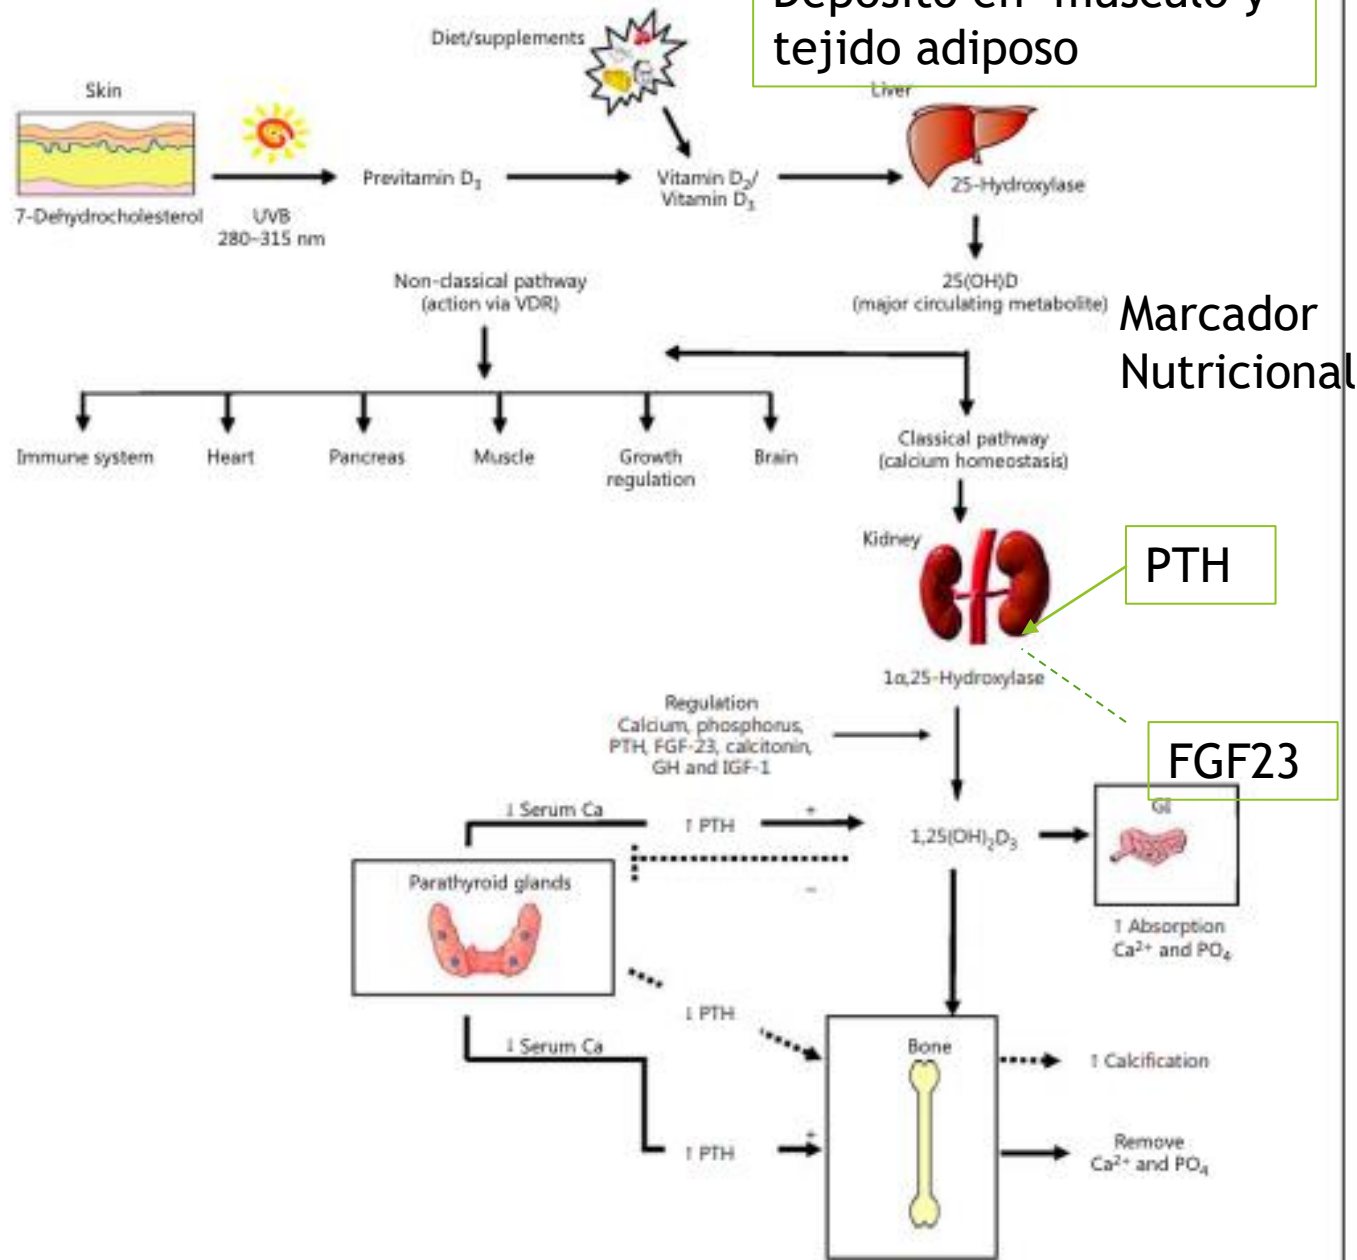 Depósito en músculo y
tejido adiposo
Diet/supplements
Skin
Liver
Previtamin D₃
Vitamin D₂/
Vitamin D₃
25-Hydroxylase
7-Dehydrocholesterol
UVB
280–315 nm
Non-classical pathway
(action via VDR)
25(OH)D
(major circulating metabolite)
Marcador
Nutricional
Immune system
Heart
Pancreas
Muscle
Growth
regulation
Brain
Classical pathway
(calcium homeostasis)
Kidney
PTH
1α,25-Hydroxylase
Regulation
Calcium, phosphorus,
PTH, FGF-23, calcitonin,
GH and IGF-1
FGF23
GI
↓ Serum Ca
↑ PTH
+
1,25(OH)₂D₃
–
Parathyroid glands
↑ Absorption
Ca²⁺ and PO₄
↓ PTH
↓ Serum Ca
Bone
↑ Calcification
↑ PTH
+
Remove
Ca²⁺ and PO₄